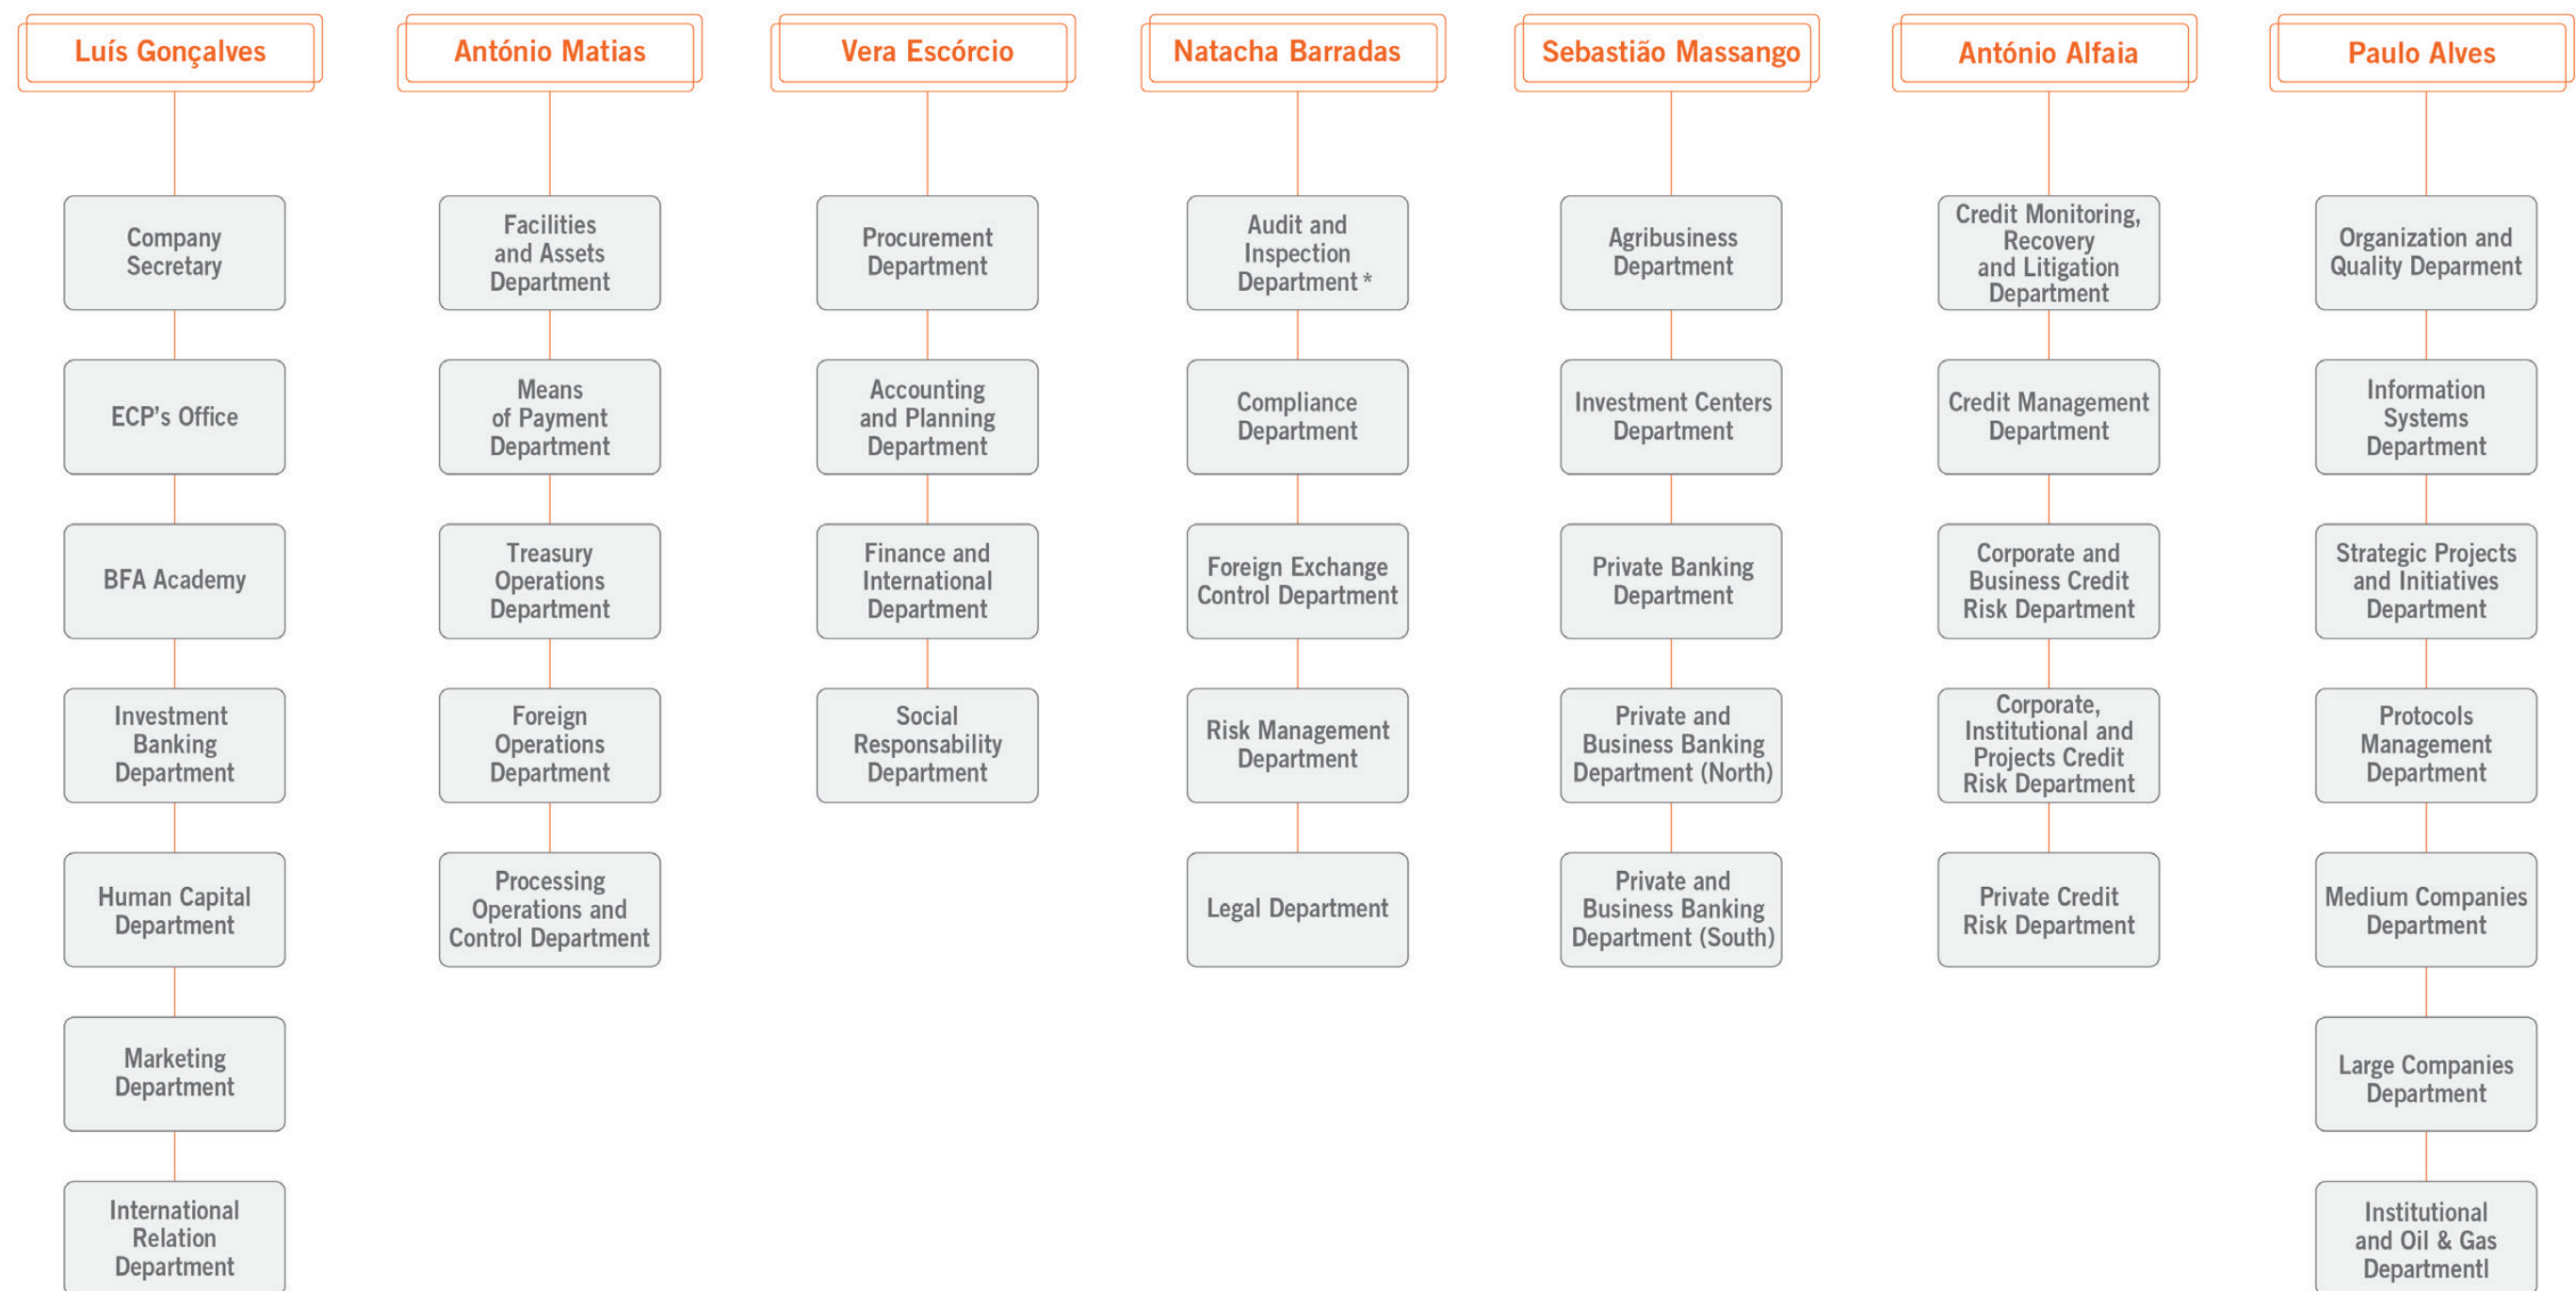 Luís Gonçalves
Company
Secretary
ECP's Office
BFA Academy
Investment
Banking
Department
Human Capital
Department
Marketing
Department
International
Relation
Department
António Matias
Facilities
and Assets
Department
Means
of Payment
Department
Treasury
Operations
Department
Foreign
Operations
Department
Processing
Operations and
Control Department
Vera Escórcio
Procurement
Department
Accounting
and Planning
Department
Finance and
International
Department
Social
Responsability
Department
Natacha Barradas
Audit and
Inspection
Department *
Compliance
Department
Foreign Exchange
Control Department
Risk Management
Department
Legal Department
Sebastião Massango
Agribusiness
Department
Investment Centers
Department
Private Banking
Department
Private and
Business Banking
Department (North)
Private and
Business Banking
Department (South)
António Alfaia
Credit Monitoring,
Recovery
and Litigation
Department
Credit Management
Department
Corporate and
Business Credit
Risk Department
Corporate,
Institutional and
Projects Credit
Risk Department
Private Credit
Risk Department
Paulo Alves
Organization and
Quality Deparment
Information
Systems
Department
Strategic Projects
and Initiatives
Department
Protocols
Management
Department
Medium Companies
Department
Large Companies
Department
Institutional
and Oil & Gas
Departmentl